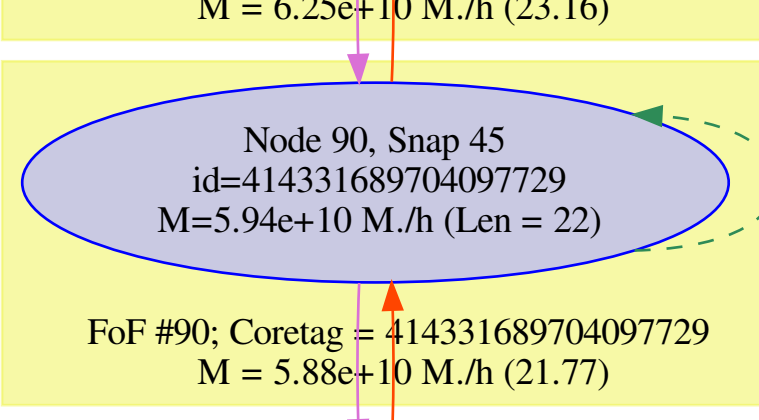 M = 6.25e+10 M./h (23.16)
Node 90, Snap 45
id=414331689704097729
M=5.94e+10 M./h (Len = 22)
FoF #90; Coretag = 414331689704097729
M = 5.88e+10 M./h (21.77)